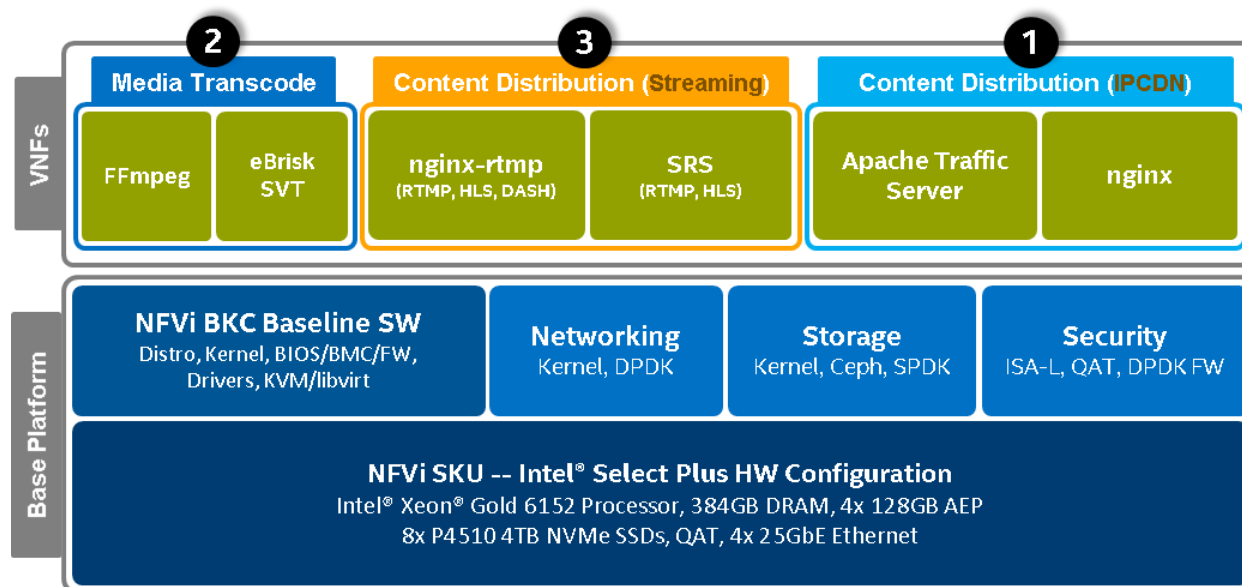 2
3
1
Media Transcode
Content Distribution (Streaming)
Content Distribution (IPCDN)
VNFs
FFmpeg
eBrisk
SVT
nginx-rtmp
(RTMP, HLS, DASH)
SRS
(RTMP, HLS)
Apache Traffic
Server
nginx
Base Platform
NFVi BKC Baseline SW
Distro, Kernel, BIOS/BMC/FW,
Drivers, KVM/libvirt
Networking
Kernel, DPDK
Storage
Kernel, Ceph, SPDK
Security
ISA-L, QAT, DPDK FW
NFVi SKU -- Intel® Select Plus HW Configuration
Intel® Xeon® Gold 6152 Processor, 384GB DRAM, 4x 128GB AEP
8x P4510 4TB NVMe SSDs, QAT, 4x 25GbE Ethernet